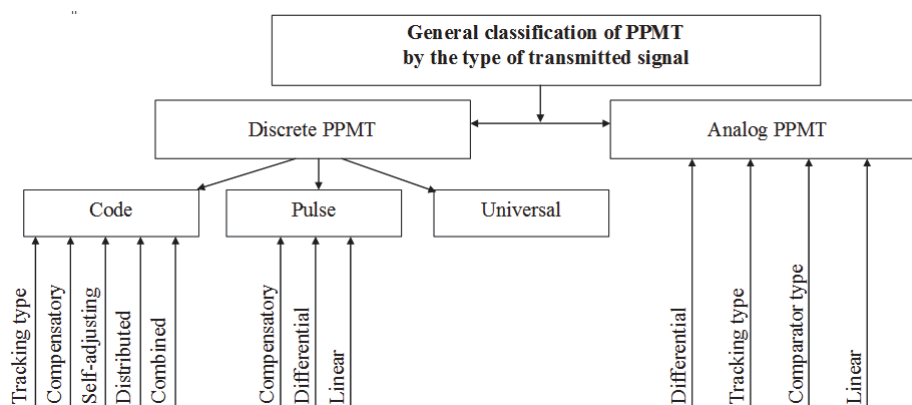 "
General classification of PPMT
by the type of transmitted signal
Discrete PPMT
Analog PPMT
Code
Pulse
Universal
Tracking type
Compensatory
Self-adjusting
Distributed
Combined
Compensatory
Differential
Linear
Differential
Tracking type
Comparator type
Linear